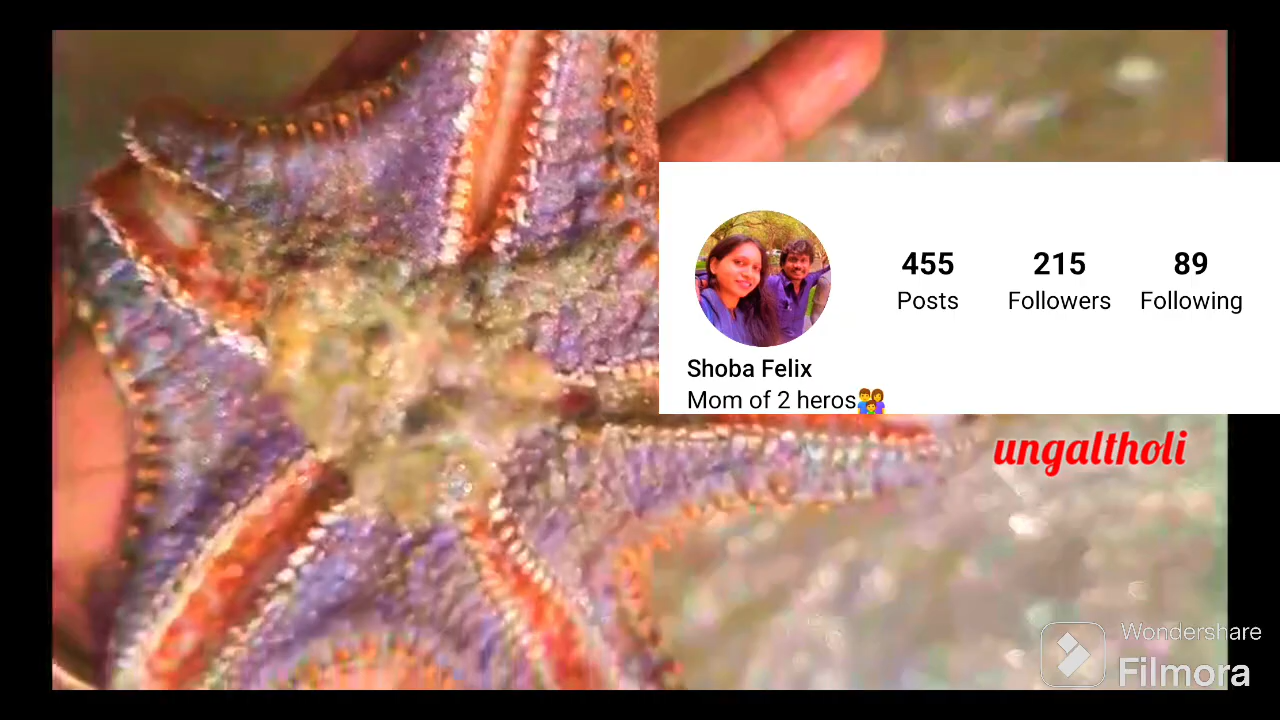 455 215 89
Posts Followers Following
Shoba Felix
Mom of 2 heros👨‍👩‍👦
ungaltholi
Wondershare
Filmora